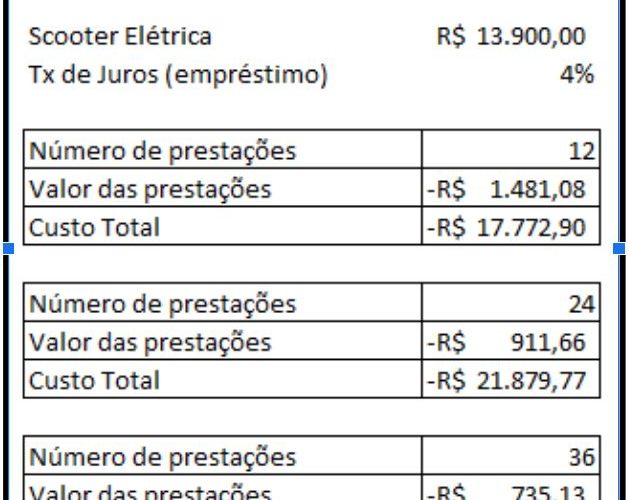 Scooter Elétrica R$ 13.900,00
Tx de Juros (empréstimo) 4%
Número de prestações 12
Valor das prestações -R$ 1.481,08
Custo Total -R$ 17.772,90
Número de prestações 24
Valor das prestações -R$ 911,66
Custo Total -R$ 21.879,77
Número de prestações 36
Valor das prestações -R$ 735,13